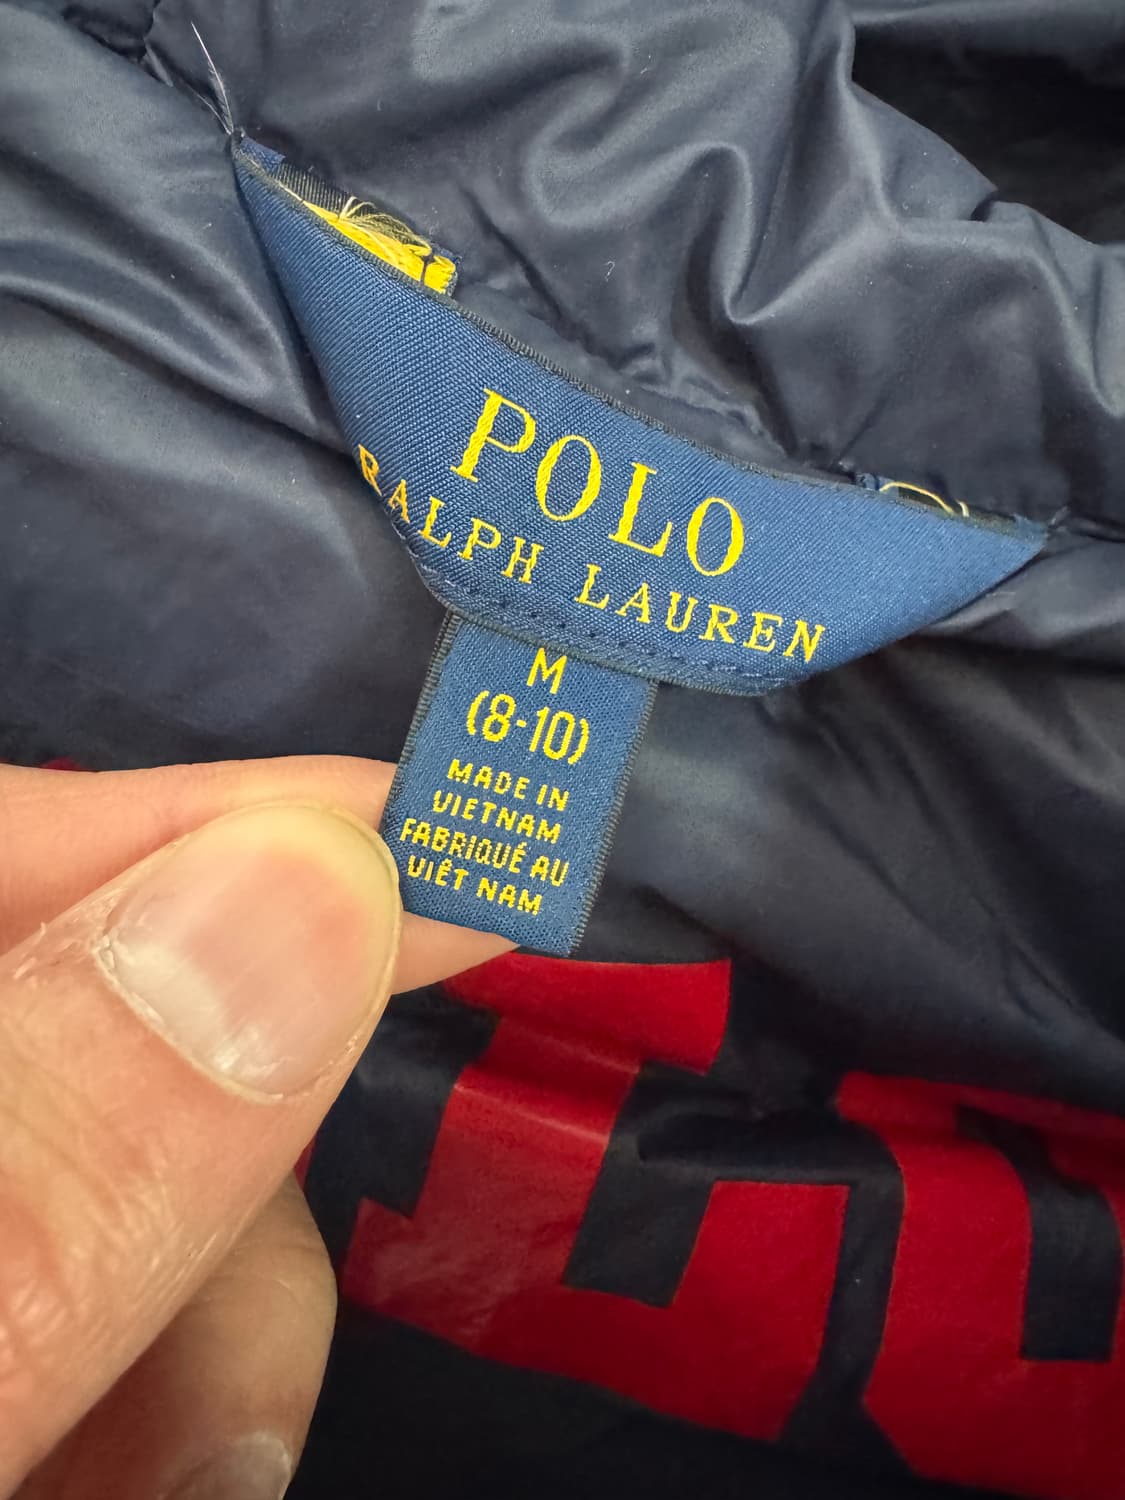 POLO
RALPH LAUREN
M
(8-10)
MADE IN
VIETNAM
FABRIQUÉ AU
VIÊT NAM